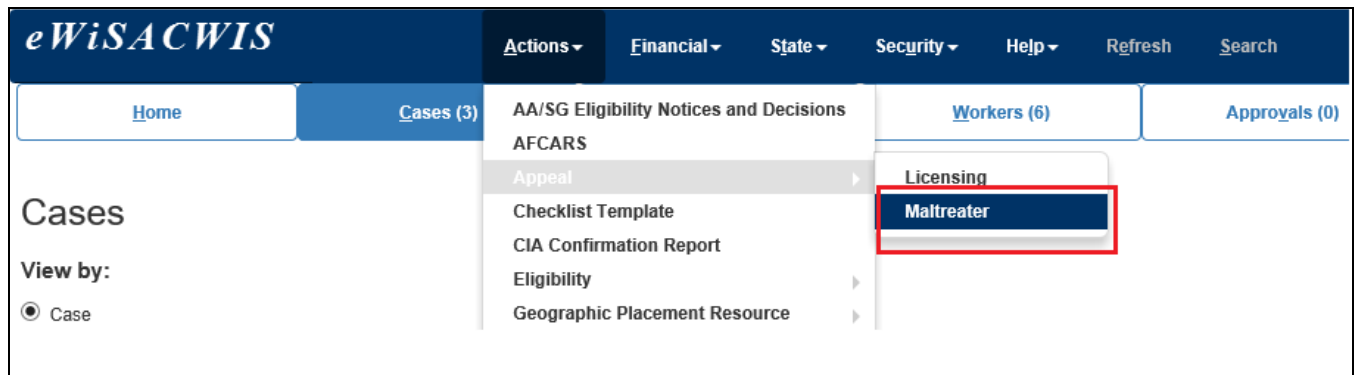 eWiSACWIS
Actions Financial State Security Help Refresh Search
Home Cases (3) Workers (6) Approvals (0)
AA/SG Eligibility Notices and Decisions
AFCARS
Appeal
Licensing
Maltreater
Checklist Template
CIA Confirmation Report
Eligibility
Geographic Placement Resource
Cases
View by:
Case